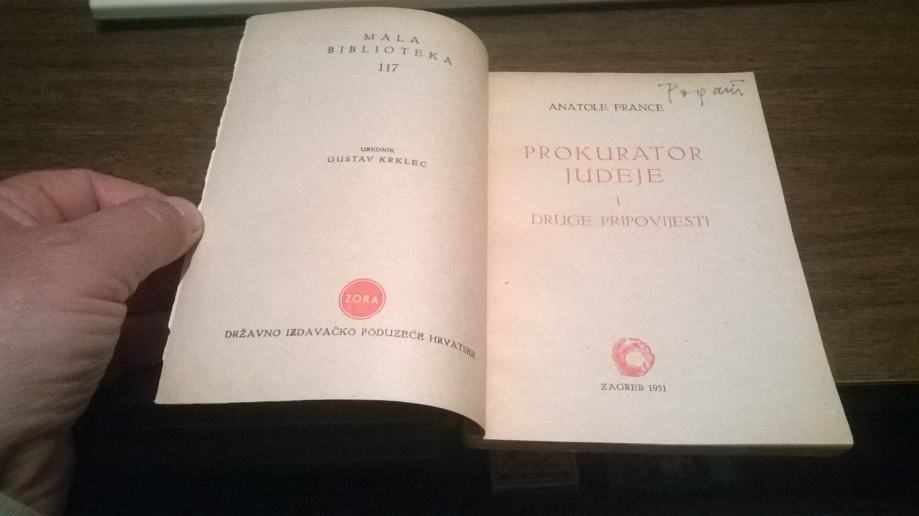 MALA
BIBLIOTEKA
117
UREDNIK
GUSTAV KRKLEC
ZORA
DRŽAVNO IZDAVAČKO PODUZEĆE HRVATSKE
ANATOLE FRANCE
PROKURATOR
JUDEJE
I
DRUGE PRIPOVIJESTI
ZAGREB 1951